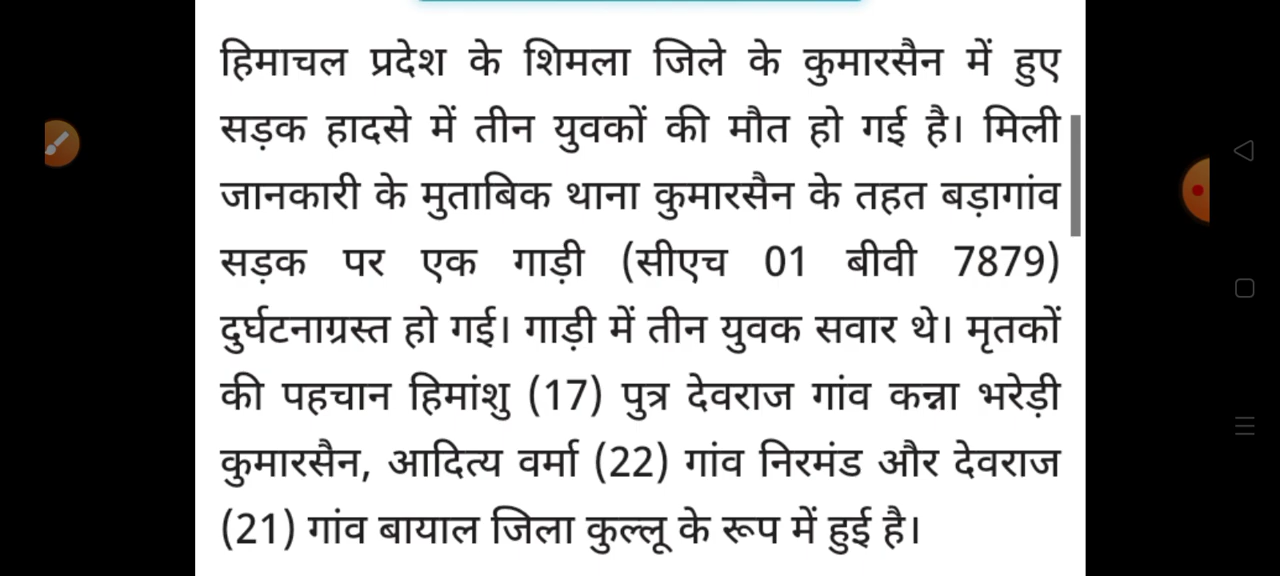 हिमाचल प्रदेश के शिमला जिले के कुमारसैन में हुए
सड़क हादसे में तीन युवकों की मौत हो गई है। मिली
जानकारी के मुताबिक थाना कुमारसैन के तहत बड़ागांव
सड़क पर एक गाड़ी (सीएच 01 बीवी 7879)
दुर्घटनाग्रस्त हो गई। गाड़ी में तीन युवक सवार थे। मृतकों
की पहचान हिमांशु (17) पुत्र देवराज गांव कन्ना भरेड़ी
कुमारसैन, आदित्य वर्मा (22) गांव निरमंड और देवराज
(21) गांव बायाल जिला कुल्लू के रूप में हुई है।